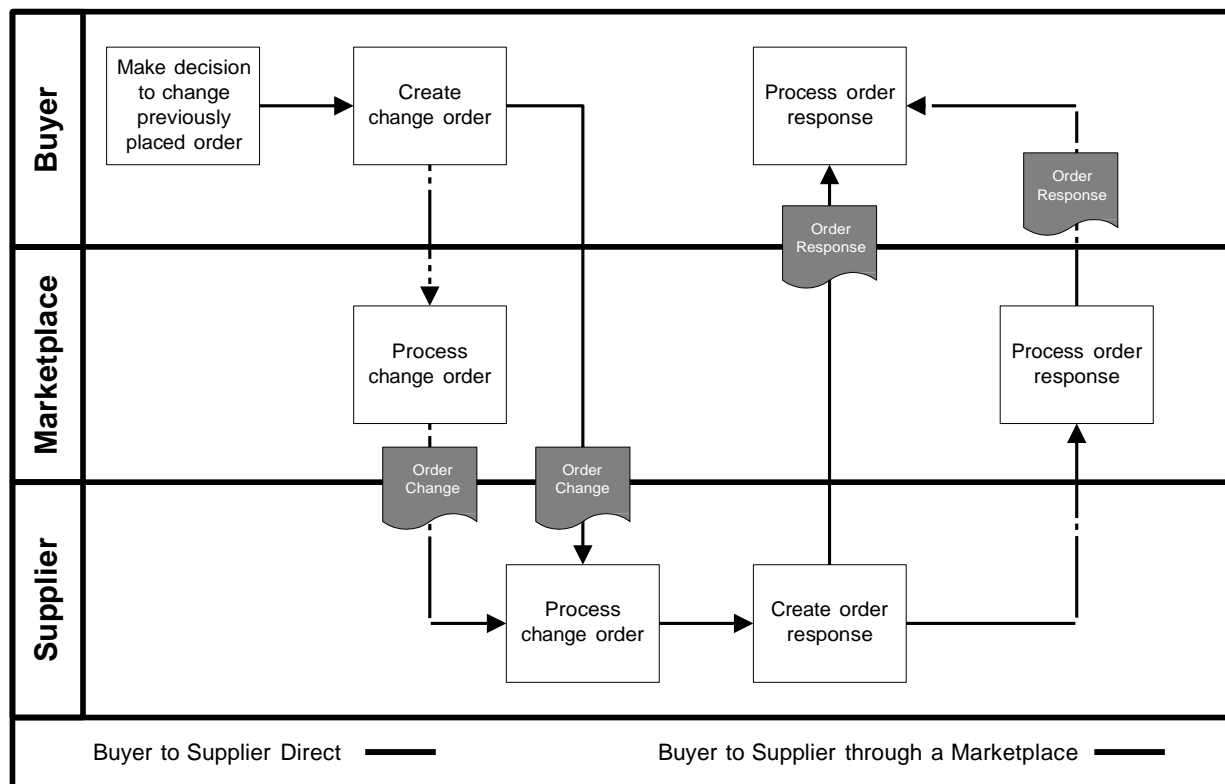 Buyer
Make decision
to change
previously
placed order
Create
change order
Process order
response
Order
Response
Order
Response
Marketplace
Process
change order
Process order
response
Order
Change
Order
Change
Supplier
Process
change order
Create order
response
Buyer to Supplier Direct
Buyer to Supplier through a Marketplace